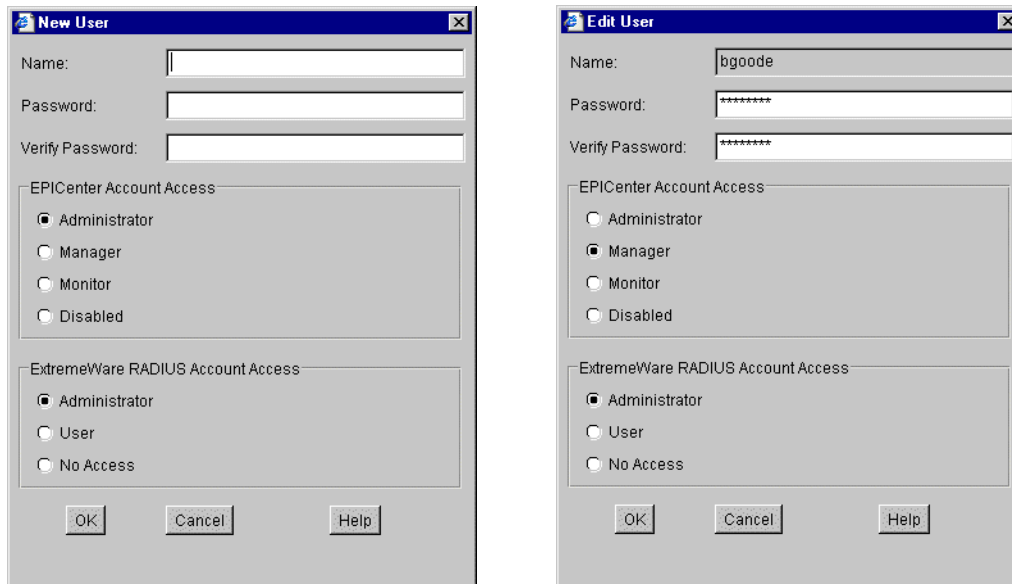 New User
Name:
Password:
Verify Password:
EPICenter Account Access
Administrator
Manager
Monitor
Disabled
ExtremeWare RADIUS Account Access
Administrator
User
No Access
OK Cancel Help
Edit User
Name: bgoode
Password: ********
Verify Password: ********
EPICenter Account Access
Administrator
Manager
Monitor
Disabled
ExtremeWare RADIUS Account Access
Administrator
User
No Access
OK Cancel Help